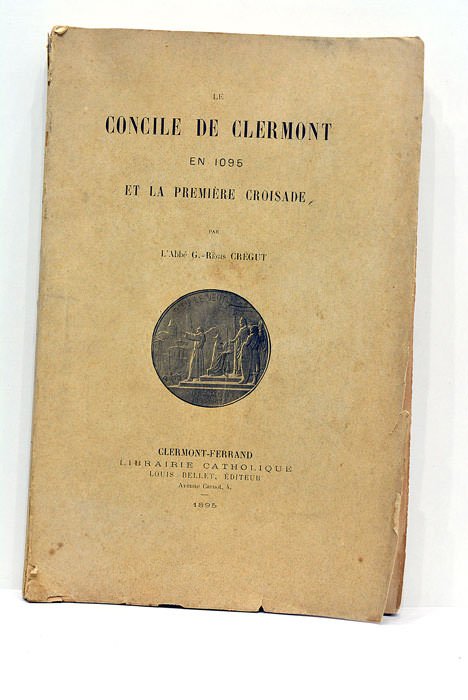 LE
CONCILE DE CLERMONT
EN 1095
ET LA PREMIÈRE CROISADE
PAR
L'Abbé G.-Régis CREGUT
CLERMONT-FERRAND
LIBRAIRIE CATHOLIQUE
LOUIS BELLET, ÉDITEUR
Avenue Carnot, 4.
1895